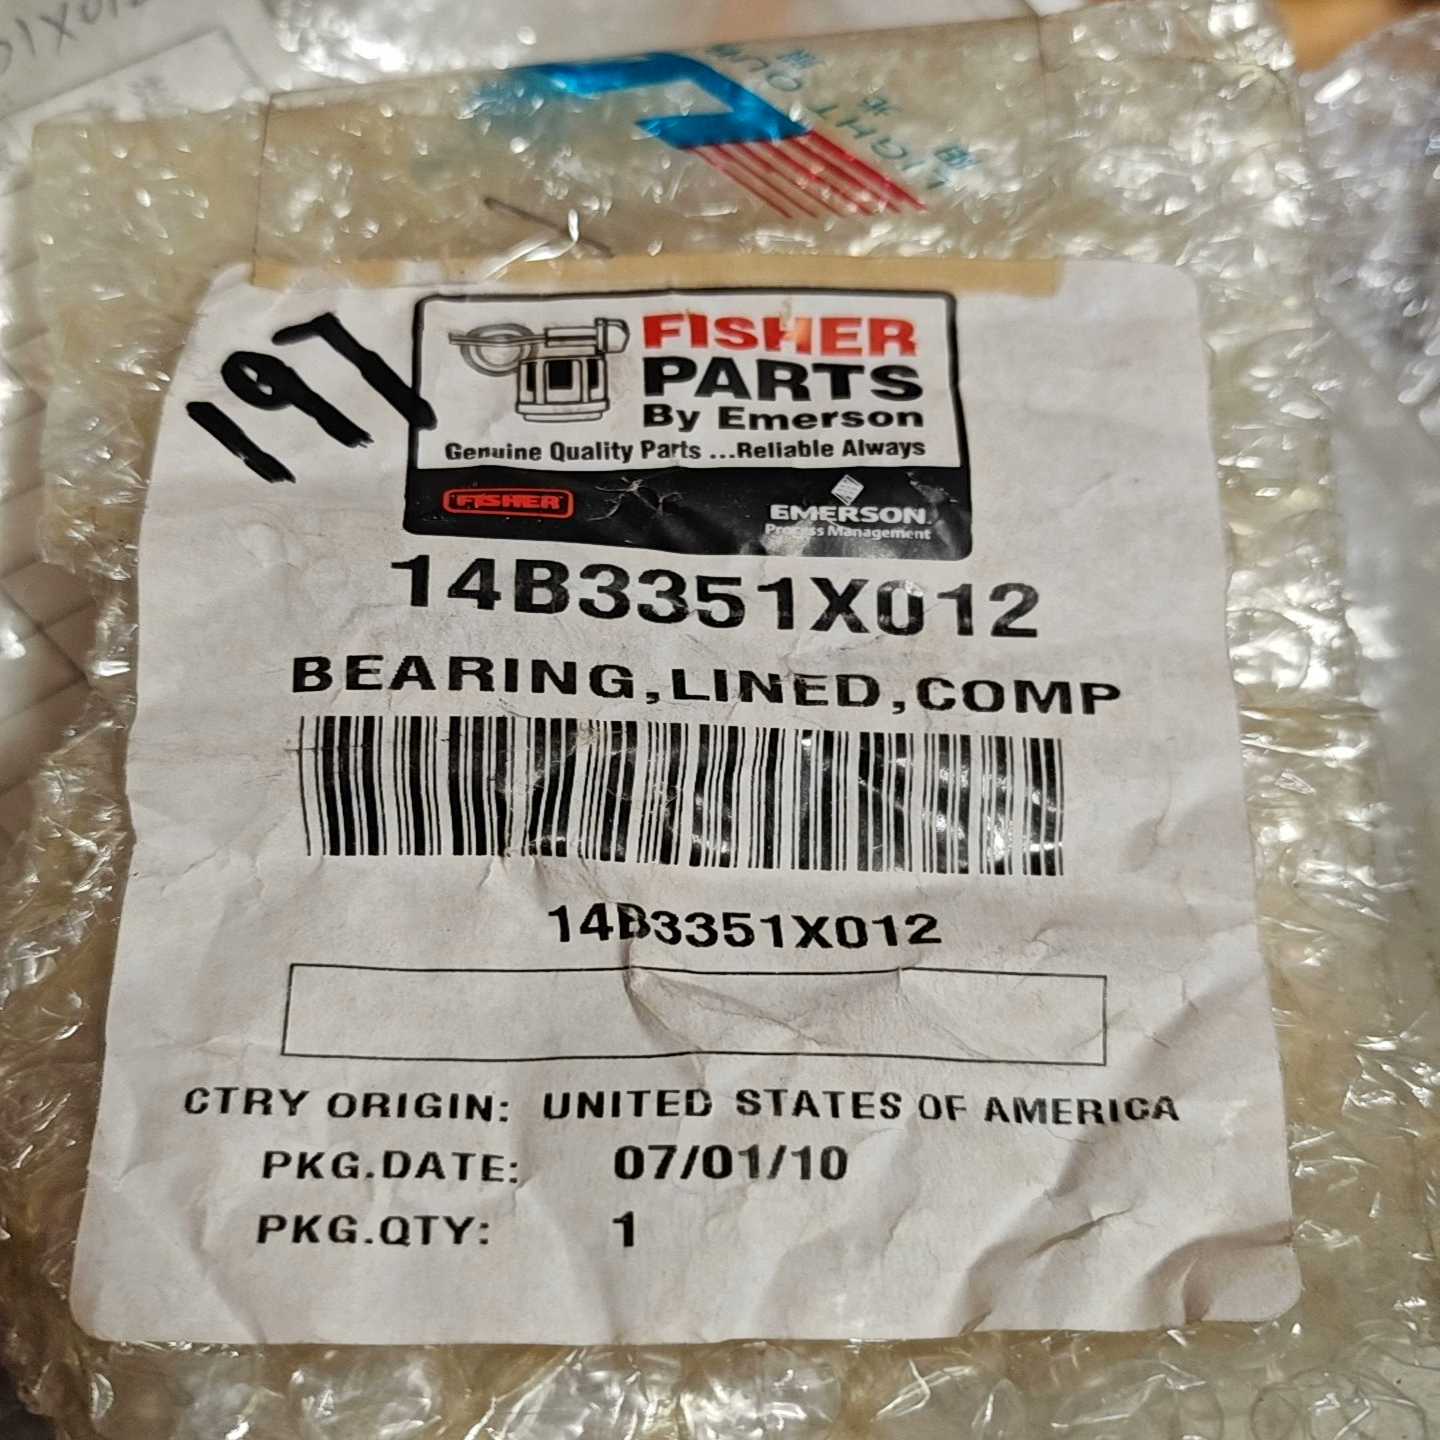 197
FISHER
PARTS
By Emerson
Genuine Quality Parts ...Reliable Always
FISHER
EMERSON
Process Management
14B3351X012
BEARING,LINED,COMP
14B3351X012
CTRY ORIGIN: UNITED STATES OF AMERICA
PKG.DATE: 07/01/10
PKG.QTY: 1